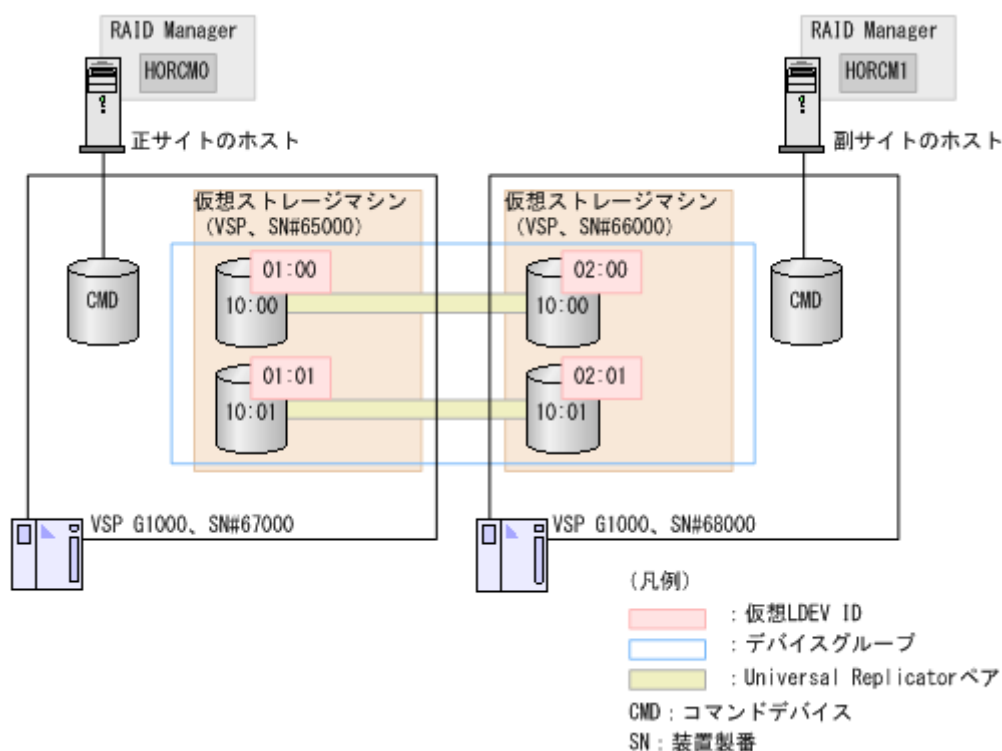 RAID Manager
HORCM0
正サイトのホスト
RAID Manager
HORCM1
副サイトのホスト
仮想ストレージマシン
(VSP、SN#65000)
仮想ストレージマシン
(VSP、SN#66000)
CMD
01:00
10:00
02:00
10:00
CMD
01:01
10:01
02:01
10:01
VSP G1000、SN#67000
VSP G1000、SN#68000
(凡例)
:仮想LDEV ID
:デバイスグループ
:Universal Replicatorペア
CMD:コマンドデバイス
SN:装置製番